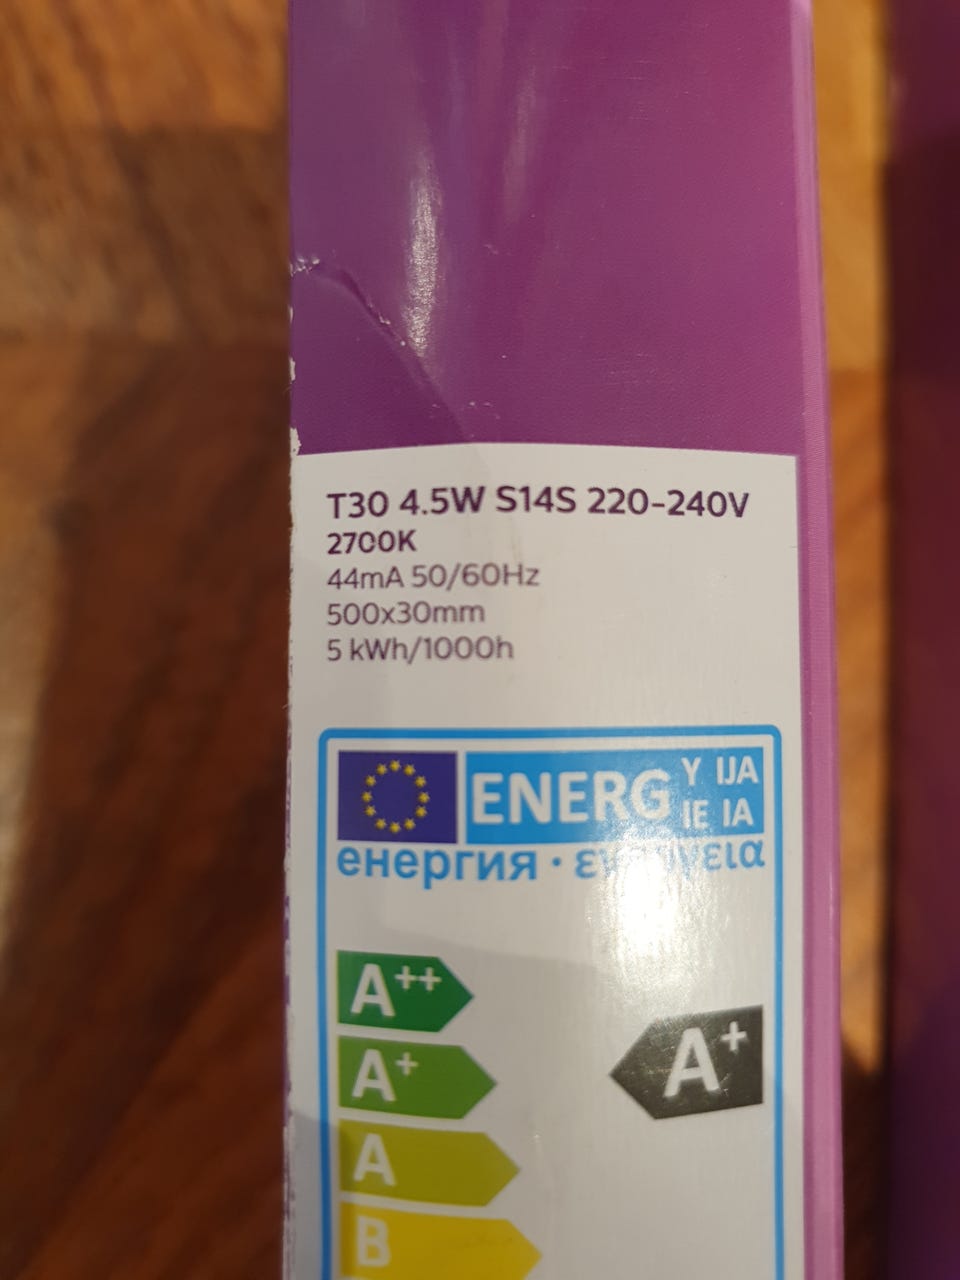 T30 4.5W S14S 220-240V
2700K
44mA 50/60Hz
500x30mm
5 kWh/1000h
ENERG Y IJA
IE IA
енергия ·
A++
A+
A+
A
B